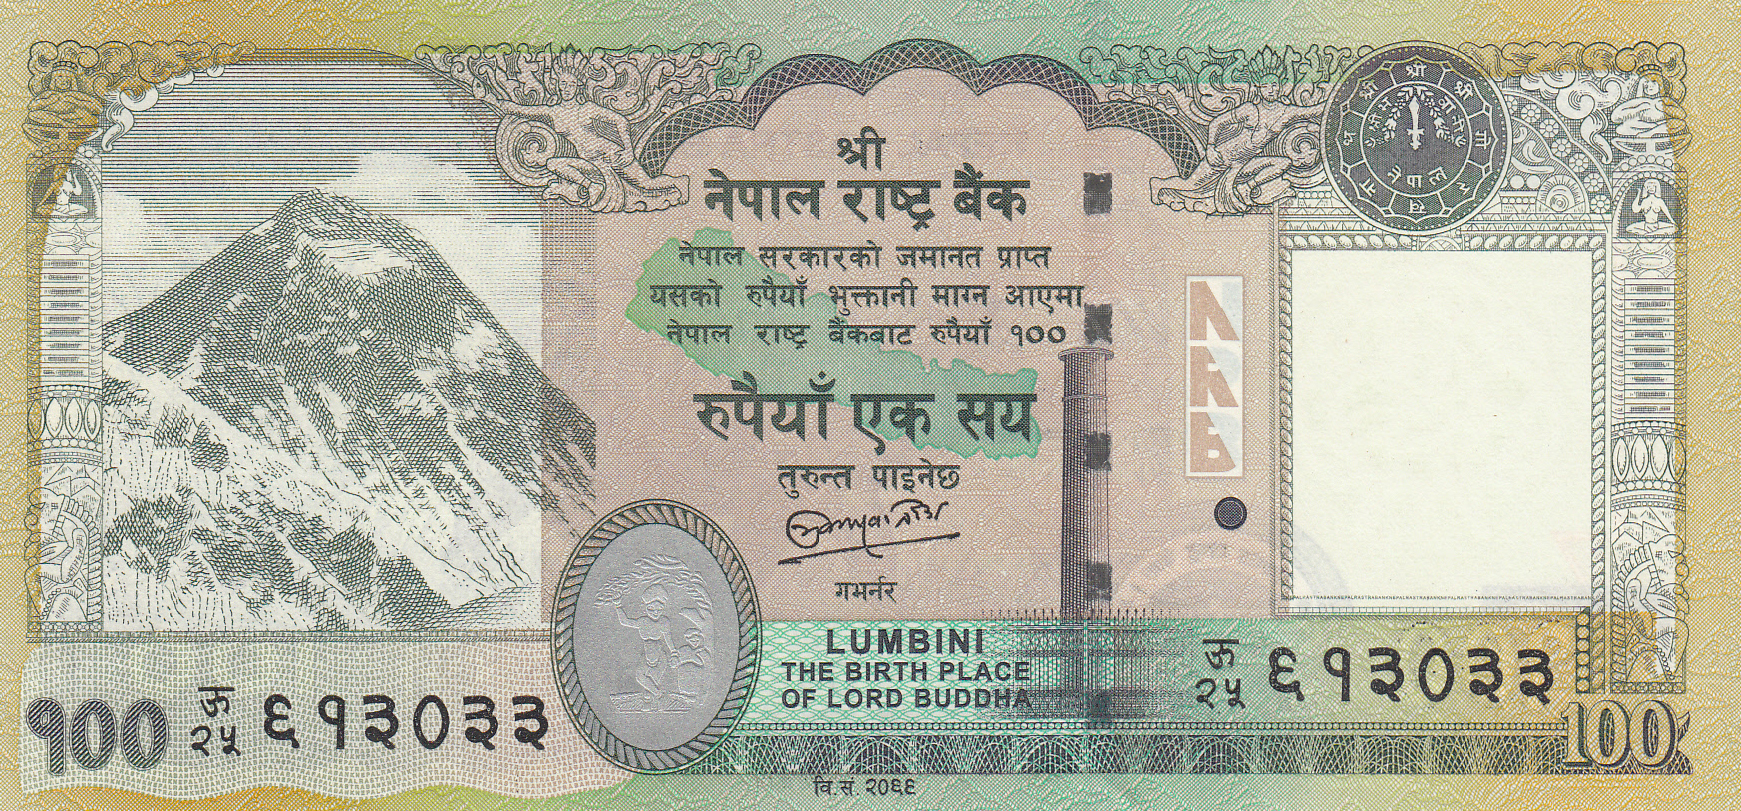 श्री
नेपाल राष्ट्र बैंक
नेपाल सरकारको जमानत प्राप्त
यसको रुपैयाँ भुक्तानी माग्न आएमा
नेपाल राष्ट्र बैंकबाट रुपैयाँ १००
रुपैयाँ एक सय
तुरुन्त पाइनेछ
गभर्नर
NRB
LUMBINI
THE BIRTH PLACE
OF LORD BUDDHA
१००
ऊ
२५ ६१३०३३
ऊ
२५ ६१३०३३
100
वि.सं. २०६९